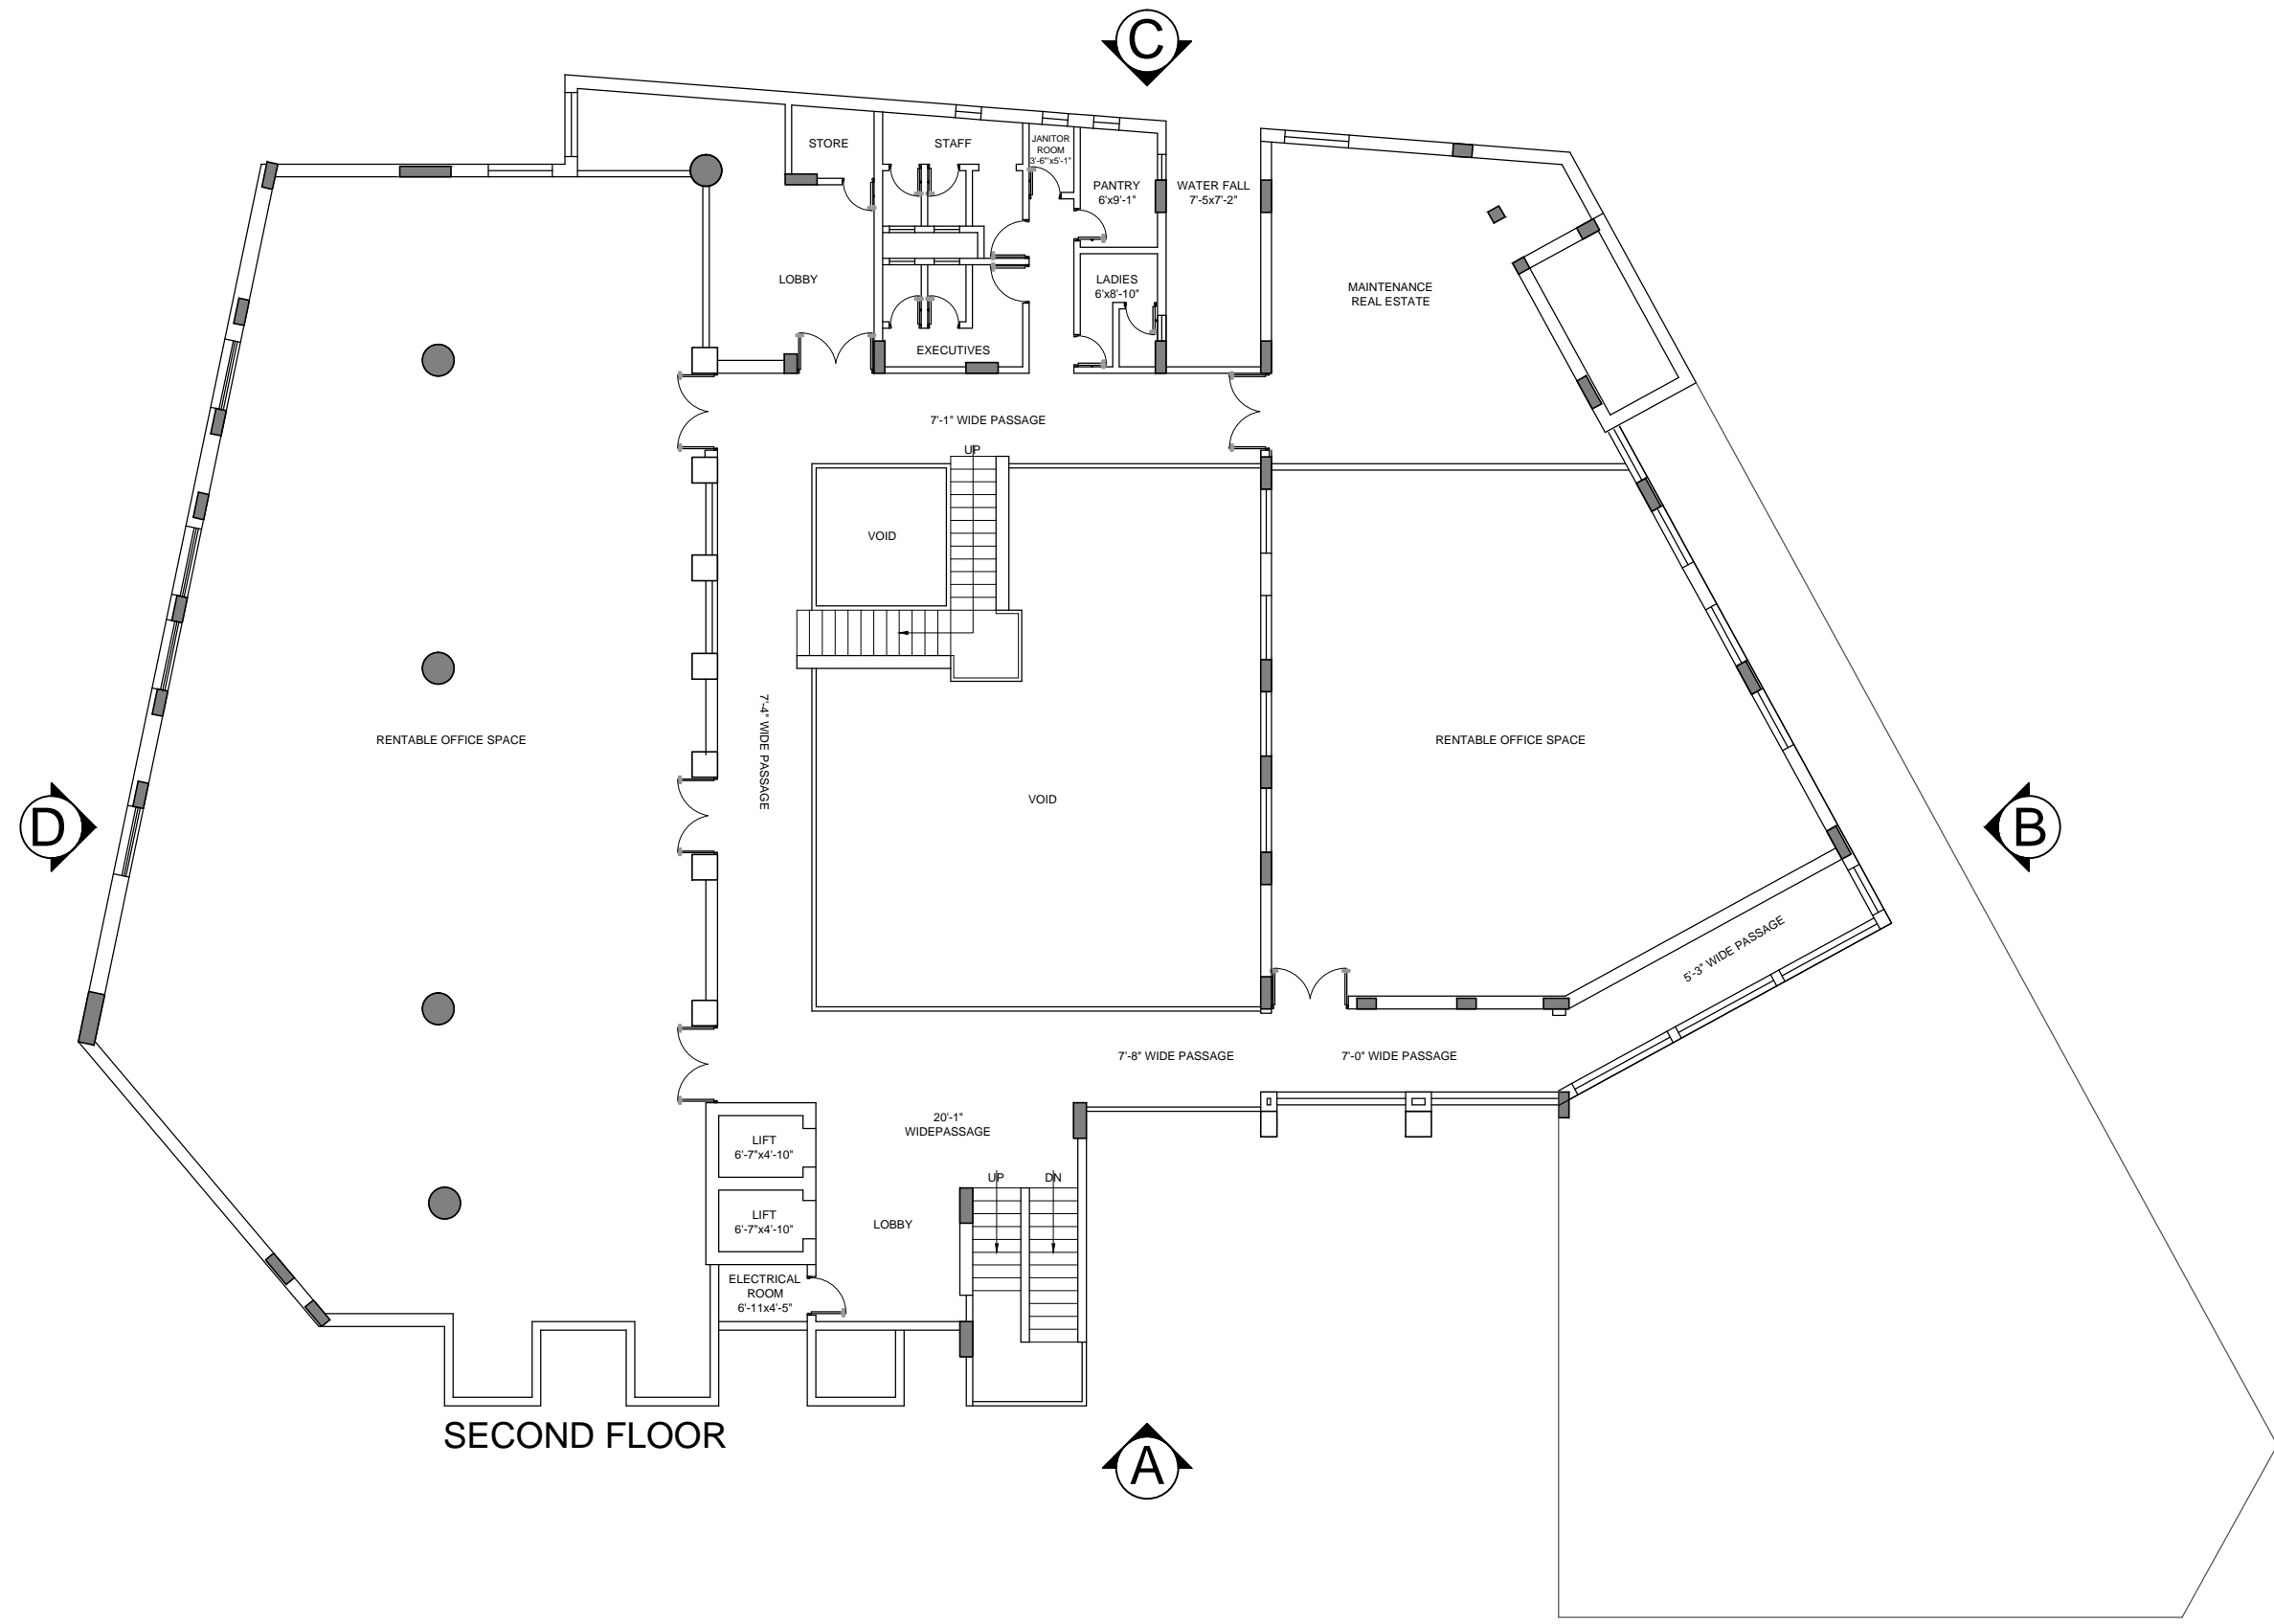 C
STORE
STAFF
JANITOR
ROOM
3'-6"'x5'-1"
PANTRY
6'x9'-1"
WATER FALL
7'-5x7'-2"
LOBBY
LADIES
6'x8'-10"
MAINTENANCE
REAL ESTATE
EXECUTIVES
7'-1" WIDE PASSAGE
UP
VOID
7'-4" WIDE PASSAGE
RENTABLE OFFICE SPACE
RENTABLE OFFICE SPACE
VOID
D
B
5'-3" WIDE PASSAGE
7'-8" WIDE PASSAGE
7'-0" WIDE PASSAGE
20'-1"
WIDEPASSAGE
LIFT
6'-7"x4'-10"
UP
DN
LIFT
6'-7"x4'-10"
LOBBY
ELECTRICAL
ROOM
6'-11x4'-5"
SECOND FLOOR
A